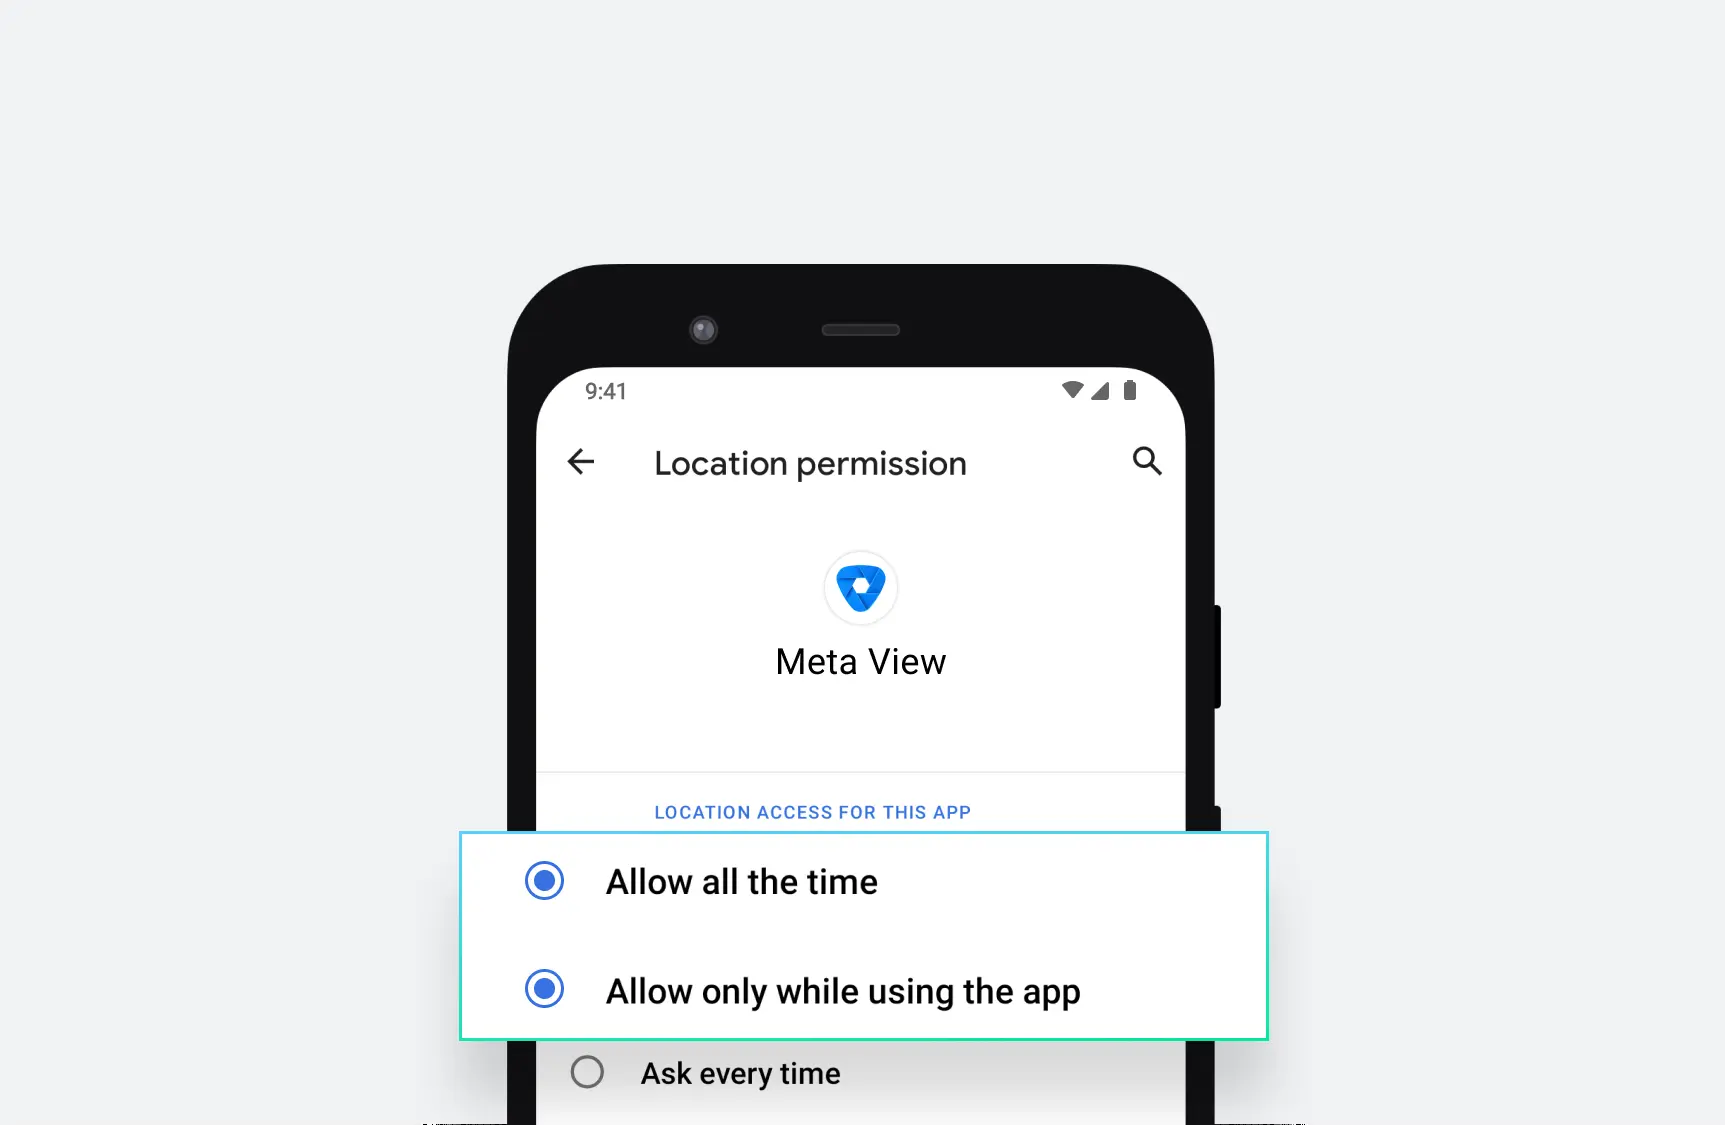 9:41
Location permission
Meta View
LOCATION ACCESS FOR THIS APP
Allow all the time
Allow only while using the app
Ask every time